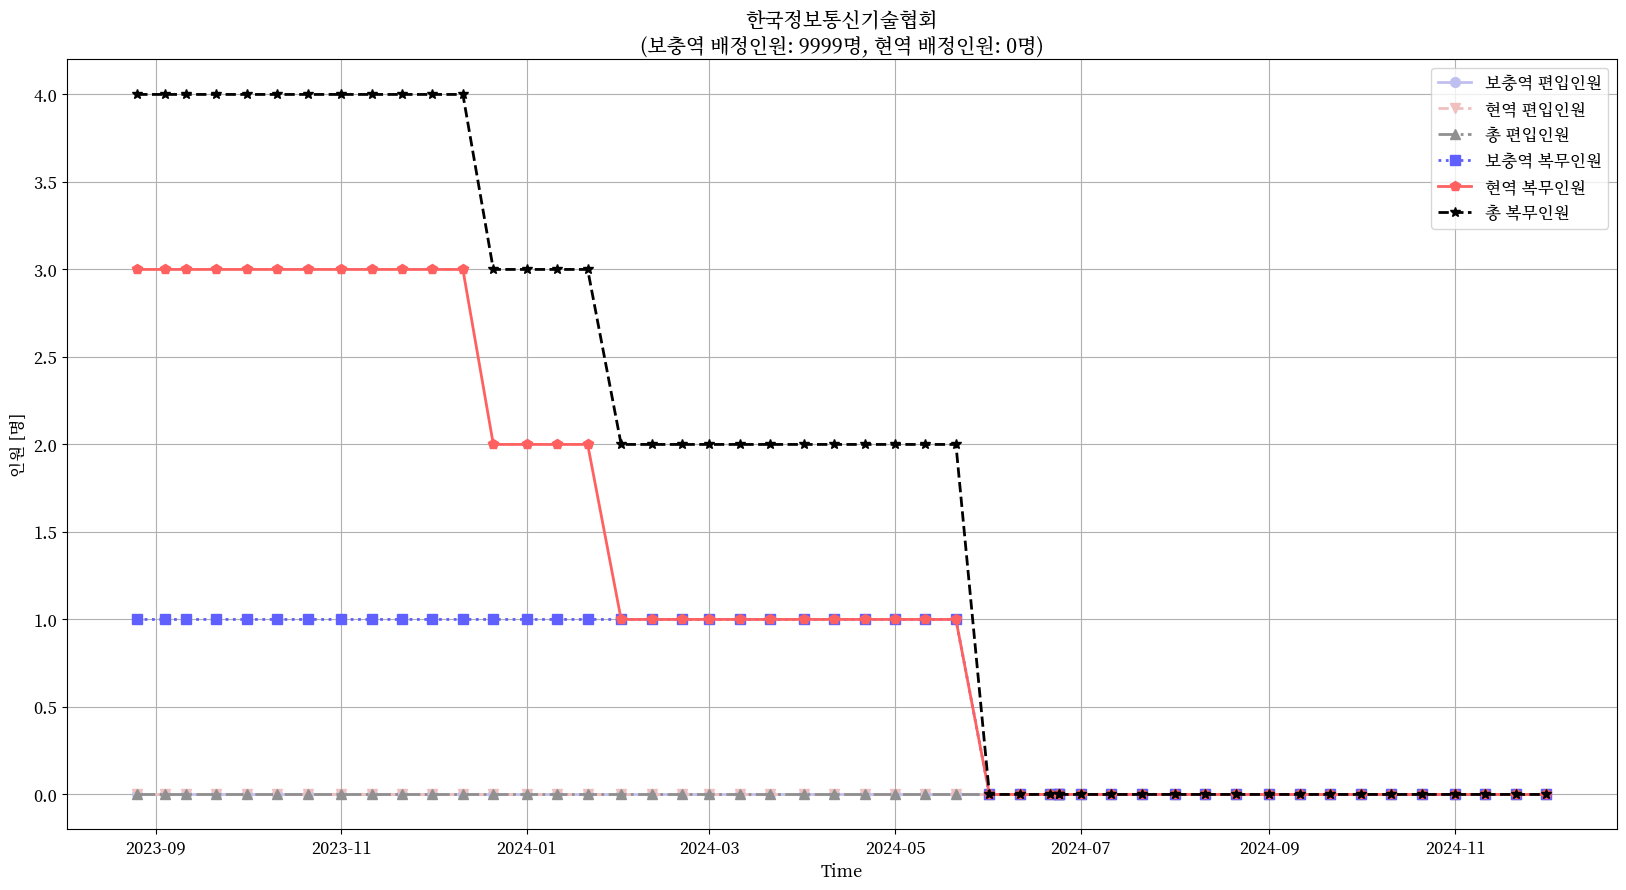 한국정보통신기술협회
(보충역 배정인원: 9999명, 현역 배정인원: 0명)
보충역 편입인원
현역 편입인원
총 편입인원
보충역 복무인원
현역 복무인원
총 복무인원
인원 [명]
4.0
3.5
3.0
2.5
2.0
1.5
1.0
0.5
0.0
2023-09
2023-11
2024-01
2024-03
2024-05
2024-07
2024-09
2024-11
Time